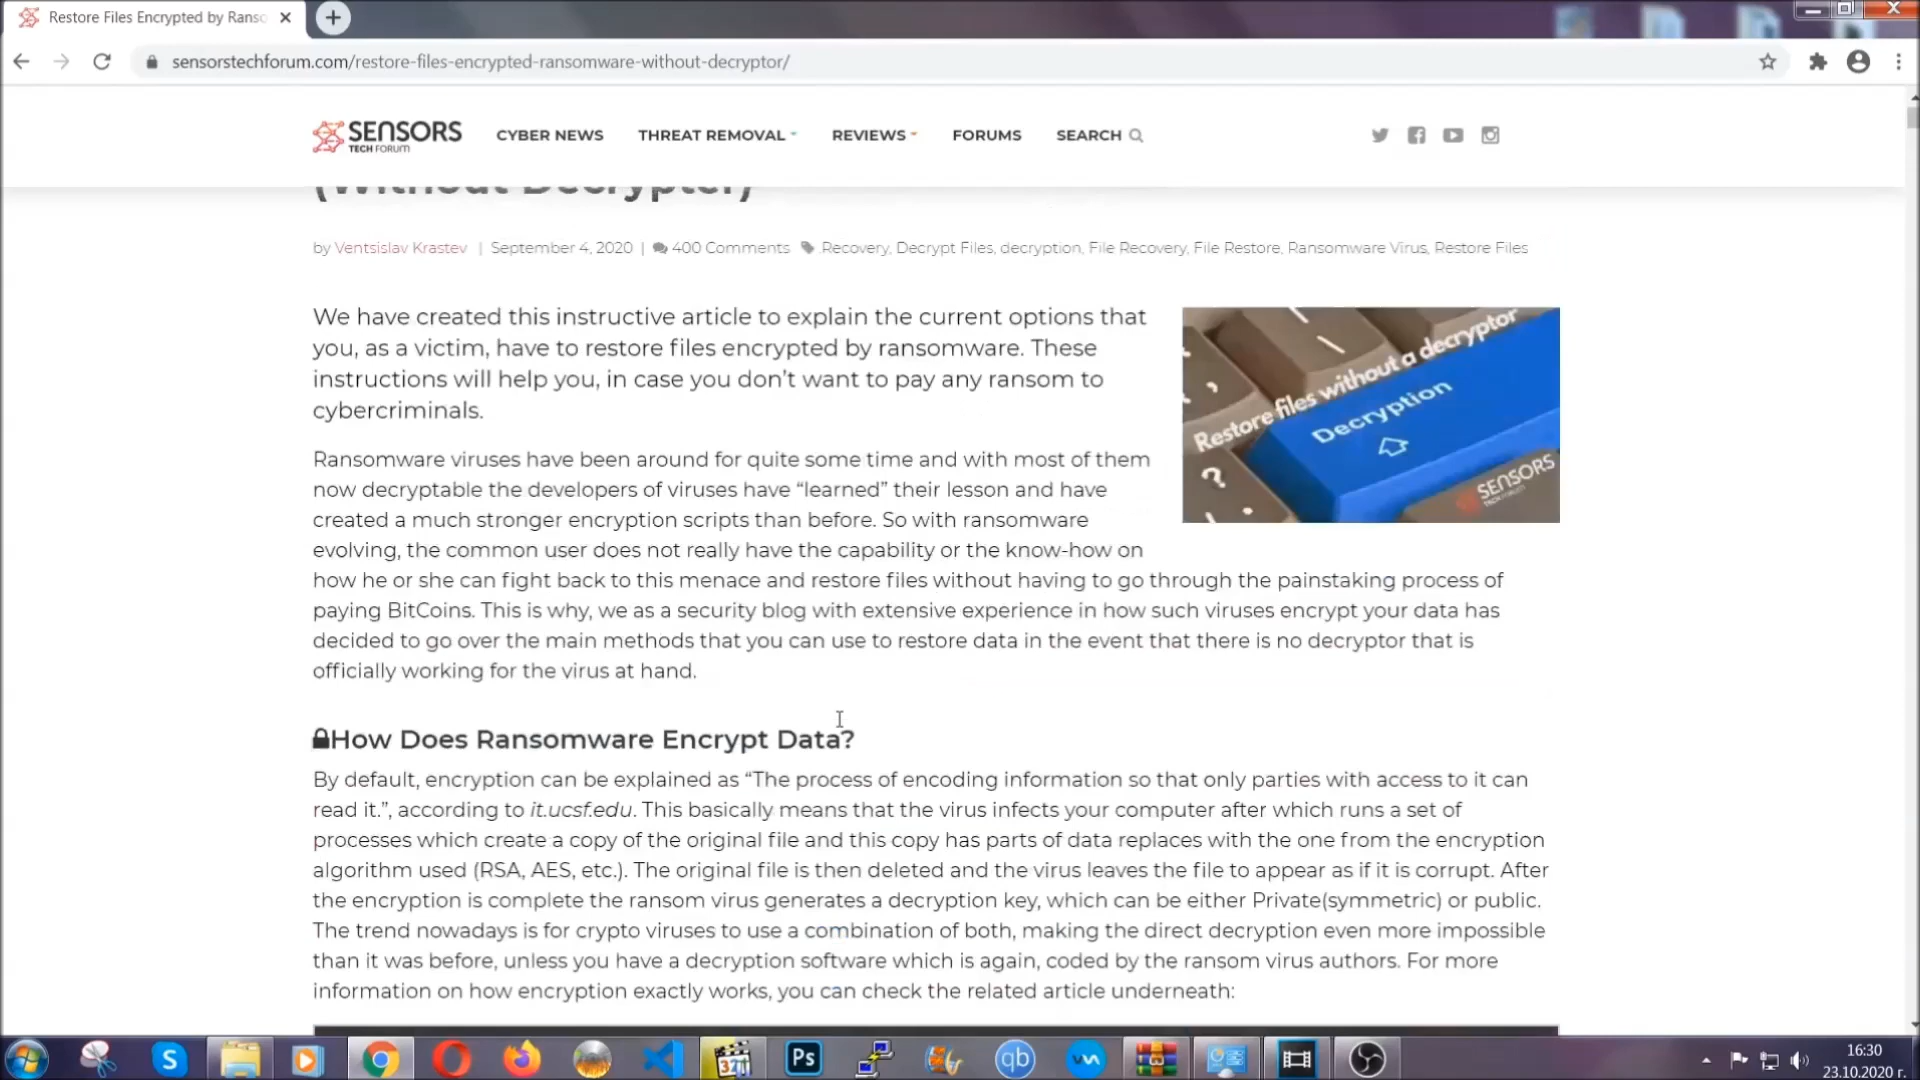 Restore Files Encrypted by Ranso
sensorstechforum.com/restore-files-encrypted-ransomware-without-decryptor/
SENSORS
TECH FORUM
CYBER NEWS
THREAT REMOVAL
REVIEWS
FORUMS
SEARCH
(Without Decrypter)
by Ventsislav Krastev | September 4, 2020 | 400 Comments Recovery, Decrypt Files, decryption, File Recovery, File Restore, Ransomware Virus, Restore Files
We have created this instructive article to explain the current options that
you, as a victim, have to restore files encrypted by ransomware. These
instructions will help you, in case you don’t want to pay any ransom to
cybercriminals.
Restore files without a decryptor
Decryption
SENSORS
Ransomware viruses have been around for quite some time and with most of them
now decryptable the developers of viruses have “learned” their lesson and have
created a much stronger encryption scripts than before. So with ransomware
evolving, the common user does not really have the capability or the know-how on
how he or she can fight back to this menace and restore files without having to go through the painstaking process of
paying BitCoins. This is why, we as a security blog with extensive experience in how such viruses encrypt your data has
decided to go over the main methods that you can use to restore data in the event that there is no decryptor that is
officially working for the virus at hand.
How Does Ransomware Encrypt Data?
By default, encryption can be explained as “The process of encoding information so that only parties with access to it can
read it.”, according to it.ucsf.edu. This basically means that the virus infects your computer after which runs a set of
processes which create a copy of the original file and this copy has parts of data replaces with the one from the encryption
algorithm used (RSA, AES, etc.). The original file is then deleted and the virus leaves the file to appear as if it is corrupt. After
the encryption is complete the ransom virus generates a decryption key, which can be either Private(symmetric) or public.
The trend nowadays is for crypto viruses to use a combination of both, making the direct decryption even more impossible
than it was before, unless you have a decryption software which is again, coded by the ransom virus authors. For more
information on how encryption exactly works, you can check the related article underneath:
S
Ps
qb
16:30
23.10.2020 г.